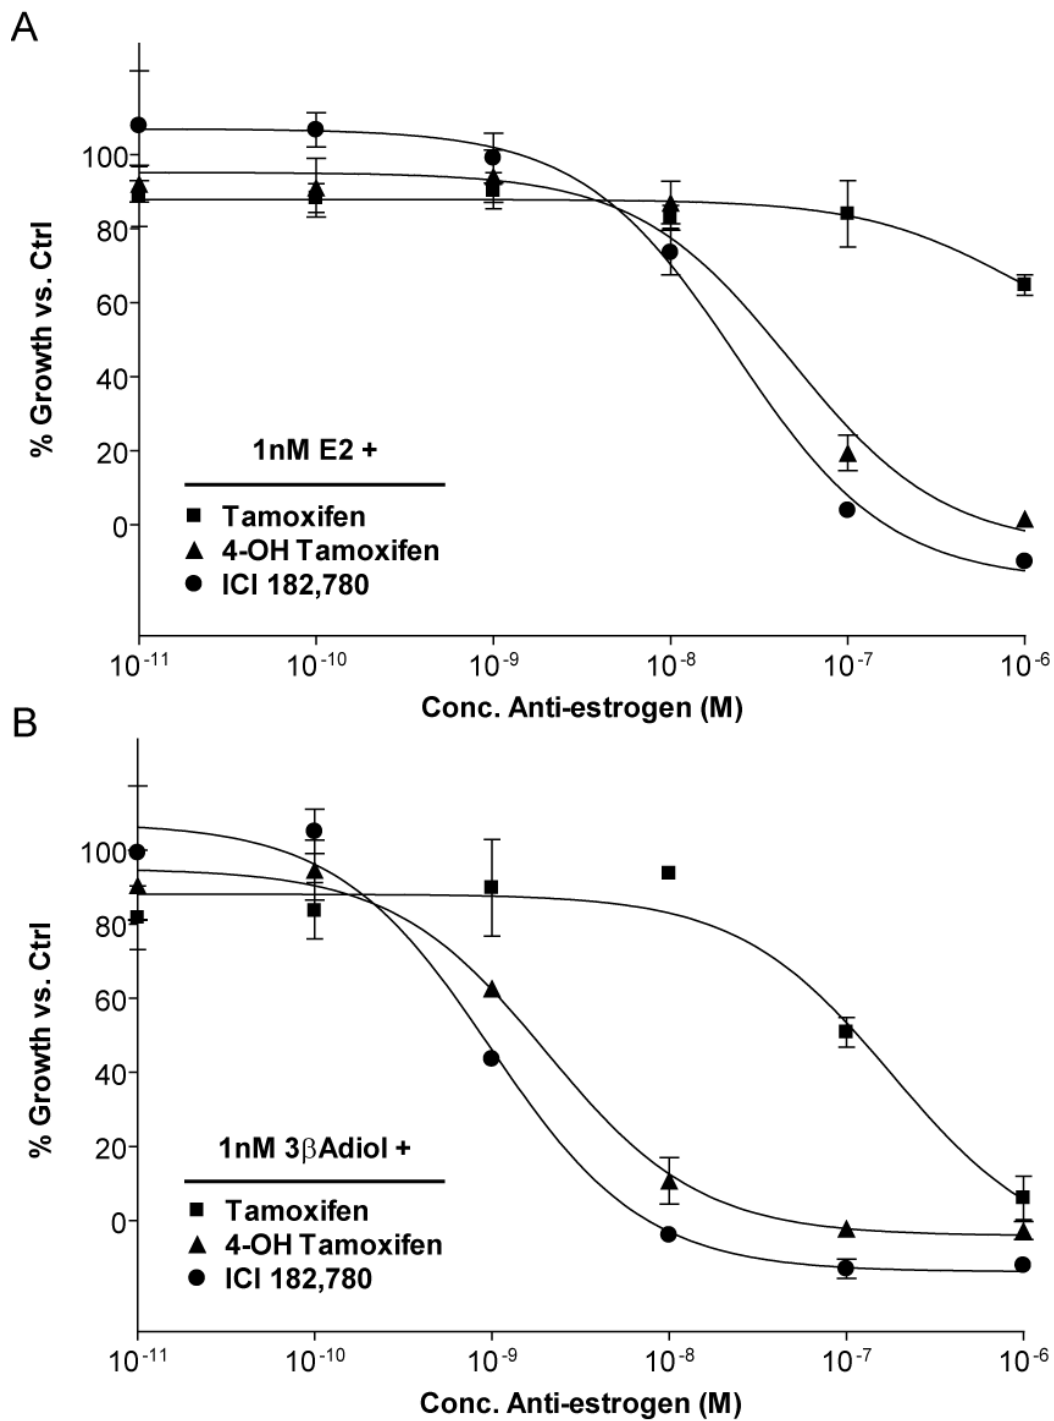 A
% Growth vs. Ctrl
100
80
60
40
20
0
1nM E2 +
Tamoxifen
4-OH Tamoxifen
ICI 182,780
10⁻¹¹ 10⁻¹⁰ 10⁻⁹ 10⁻⁸ 10⁻⁷ 10⁻⁶
Conc. Anti-estrogen (M)
B
% Growth vs. Ctrl
100
80
60
40
20
0
1nM 3βAdiol +
Tamoxifen
4-OH Tamoxifen
ICI 182,780
10⁻¹¹ 10⁻¹⁰ 10⁻⁹ 10⁻⁸ 10⁻⁷ 10⁻⁶
Conc. Anti-estrogen (M)